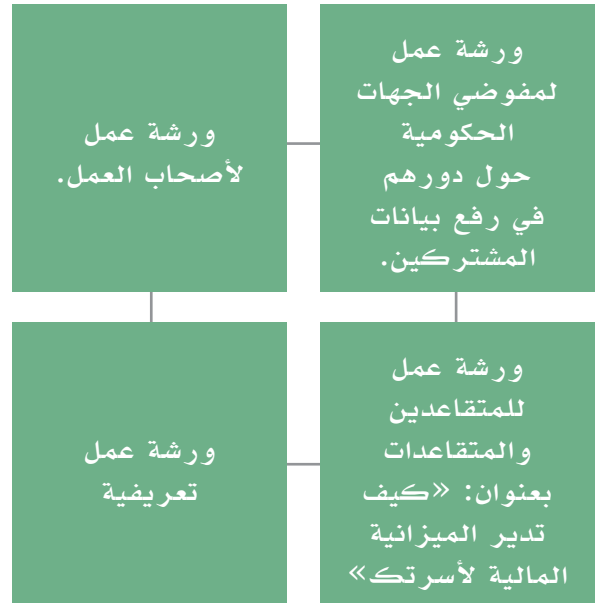 ورشة عمل
لمفوضي الجهات
الحكومية
حول دورهم
في رفع بيانات
المشتركين.
ورشة عمل
لأصحاب العمل.
ورشة عمل
للمتقاعدين
والمتقاعدات
بعنوان: «كيف
تدير الميزانية
المالية لأسرتك»
ورشة عمل
تعريفية